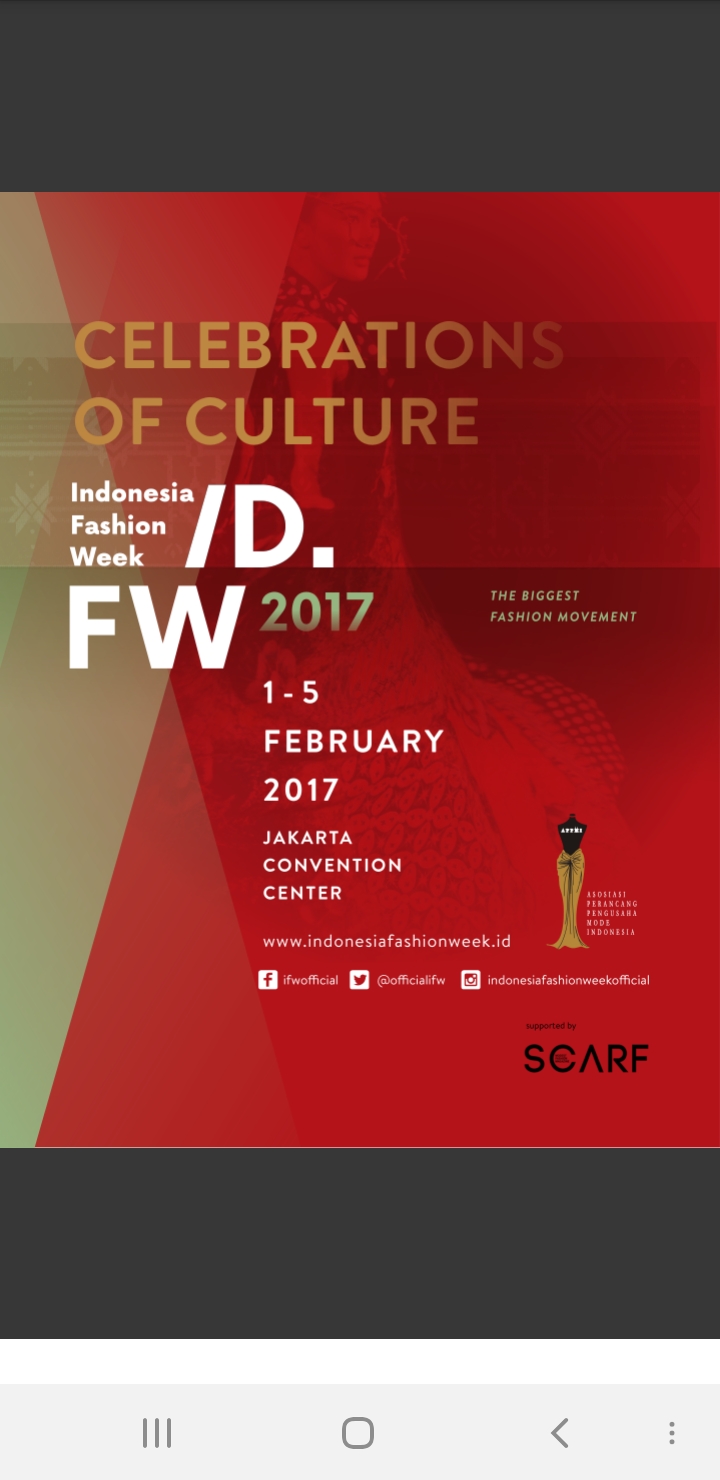 CELEBRATIONS
OF CULTURE
Indonesia
Fashion
Week
/D.
FW 2017
THE BIGGEST
FASHION MOVEMENT
1 - 5
FEBRUARY
2017
JAKARTA
CONVENTION
CENTER
APPMI
ASOSIASI
PERANCANG
PENGUSAHA
MODE
INDONESIA
www.indonesiafashionweek.id
ifwofficial @officialifw indonesiafashionweekofficial
supported by
SCARF